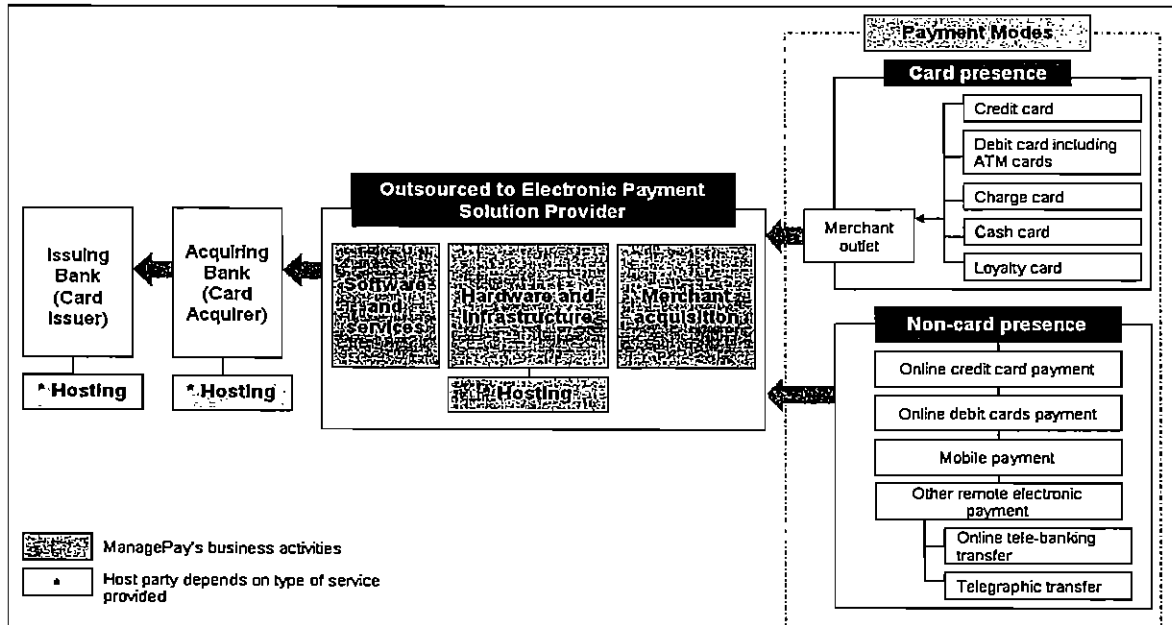 Payment Modes
Card presence
Credit card
Debit card including
ATM cards
Charge card
Cash card
Loyalty card
Merchant
outlet
Outsourced to Electronic Payment
Solution Provider
Software
and
services
Hardware and
Infrastructure
Merchant
acquisition
* Hosting
Acquiring
Bank
(Card
Acquirer)
* Hosting
Issuing
Bank
(Card
Issuer)
* Hosting
Non-card presence
Online credit card payment
Online debit cards payment
Mobile payment
Other remote electronic
payment
Online tele-banking
transfer
Telegraphic transfer
ManagePay's business activities
* Host party depends on type of service
provided